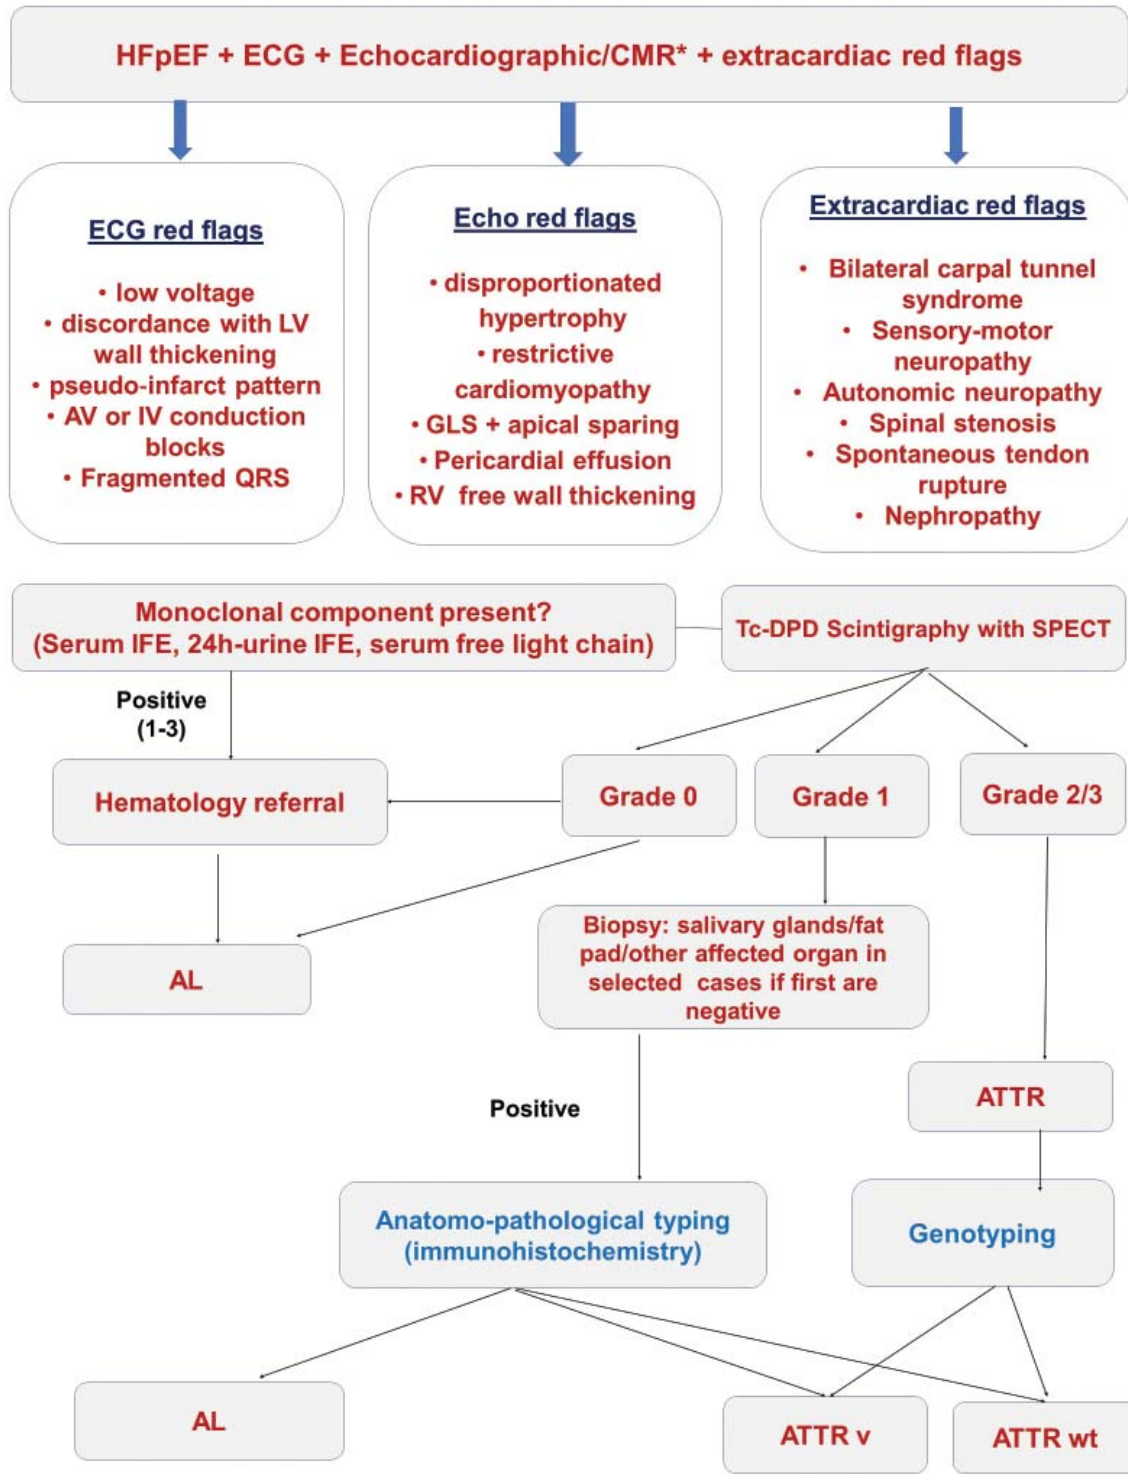 HFpEF + ECG + Echocardiographic/CMR* + extracardiac red flags
ECG red flags
• low voltage
• discordance with LV
wall thickening
• pseudo-infarct pattern
• AV or IV conduction
blocks
• Fragmented QRS
Echo red flags
• disproportionated
hypertrophy
• restrictive
cardiomyopathy
• GLS + apical sparing
• Pericardial effusion
• RV free wall thickening
Extracardiac red flags
• Bilateral carpal tunnel
syndrome
• Sensory-motor
neuropathy
• Autonomic neuropathy
• Spinal stenosis
• Spontaneous tendon
rupture
• Nephropathy
Monoclonal component present?
(Serum IFE, 24h-urine IFE, serum free light chain)
Tc-DPD Scintigraphy with SPECT
Positive
(1-3)
Hematology referral
Grade 0
Grade 1
Grade 2/3
AL
Biopsy: salivary glands/fat
pad/other affected organ in
selected cases if first are
negative
ATTR
Positive
Anatomo-pathological typing
(immunohistochemistry)
Genotyping
AL
ATTR v
ATTR wt